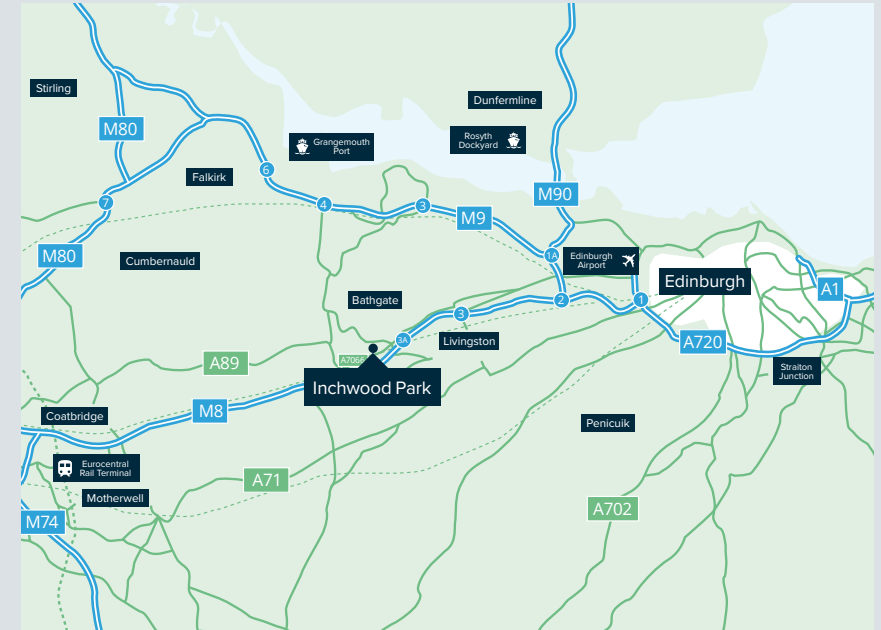 Stirling
Dunfermline
M80
Rosyth
Dockyard
Grangemouth
Port
6
Falkirk
M90
7
4
3
M9
M80
Cumbernauld
1A
Edinburgh
Airport
Edinburgh
A1
Bathgate
2
1
3
3A
Livingston
A720
A706
A89
Straiton
Junction
Inchwood Park
M8
Coatbridge
Penicuik
Eurocentral
Rail Terminal
A71
Motherwell
A702
M74